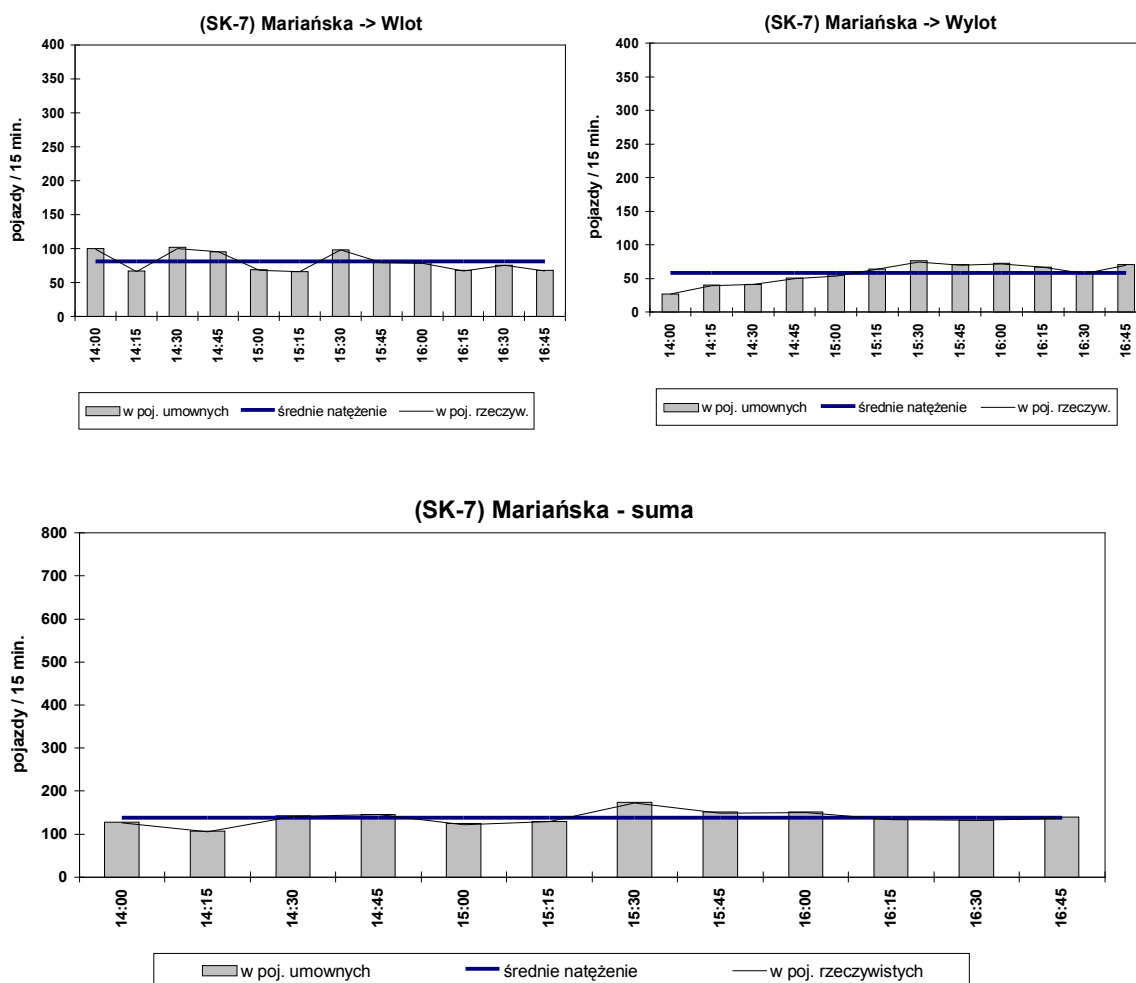 (SK-7) Mariańska -> Wlot
400
350
300
250
200
150
100
50
0
pojazdy / 15 min.
14:00 14:15 14:30 14:45 15:00 15:15 15:30 15:45 16:00 16:15 16:30 16:45
w poj. umownych średnie natężenie w poj. rzeczyw.
(SK-7) Mariańska -> Wylot
400
350
300
250
200
150
100
50
0
pojazdy / 15 min.
14:00 14:15 14:30 14:45 15:00 15:15 15:30 15:45 16:00 16:15 16:30 16:45
w poj. umownych średnie natężenie w poj. rzeczyw.
(SK-7) Mariańska - suma
800
700
600
500
400
300
200
100
0
pojazdy / 15 min.
14:00 14:15 14:30 14:45 15:00 15:15 15:30 15:45 16:00 16:15 16:30 16:45
w poj. umownych średnie natężenie w poj. rzeczywistych